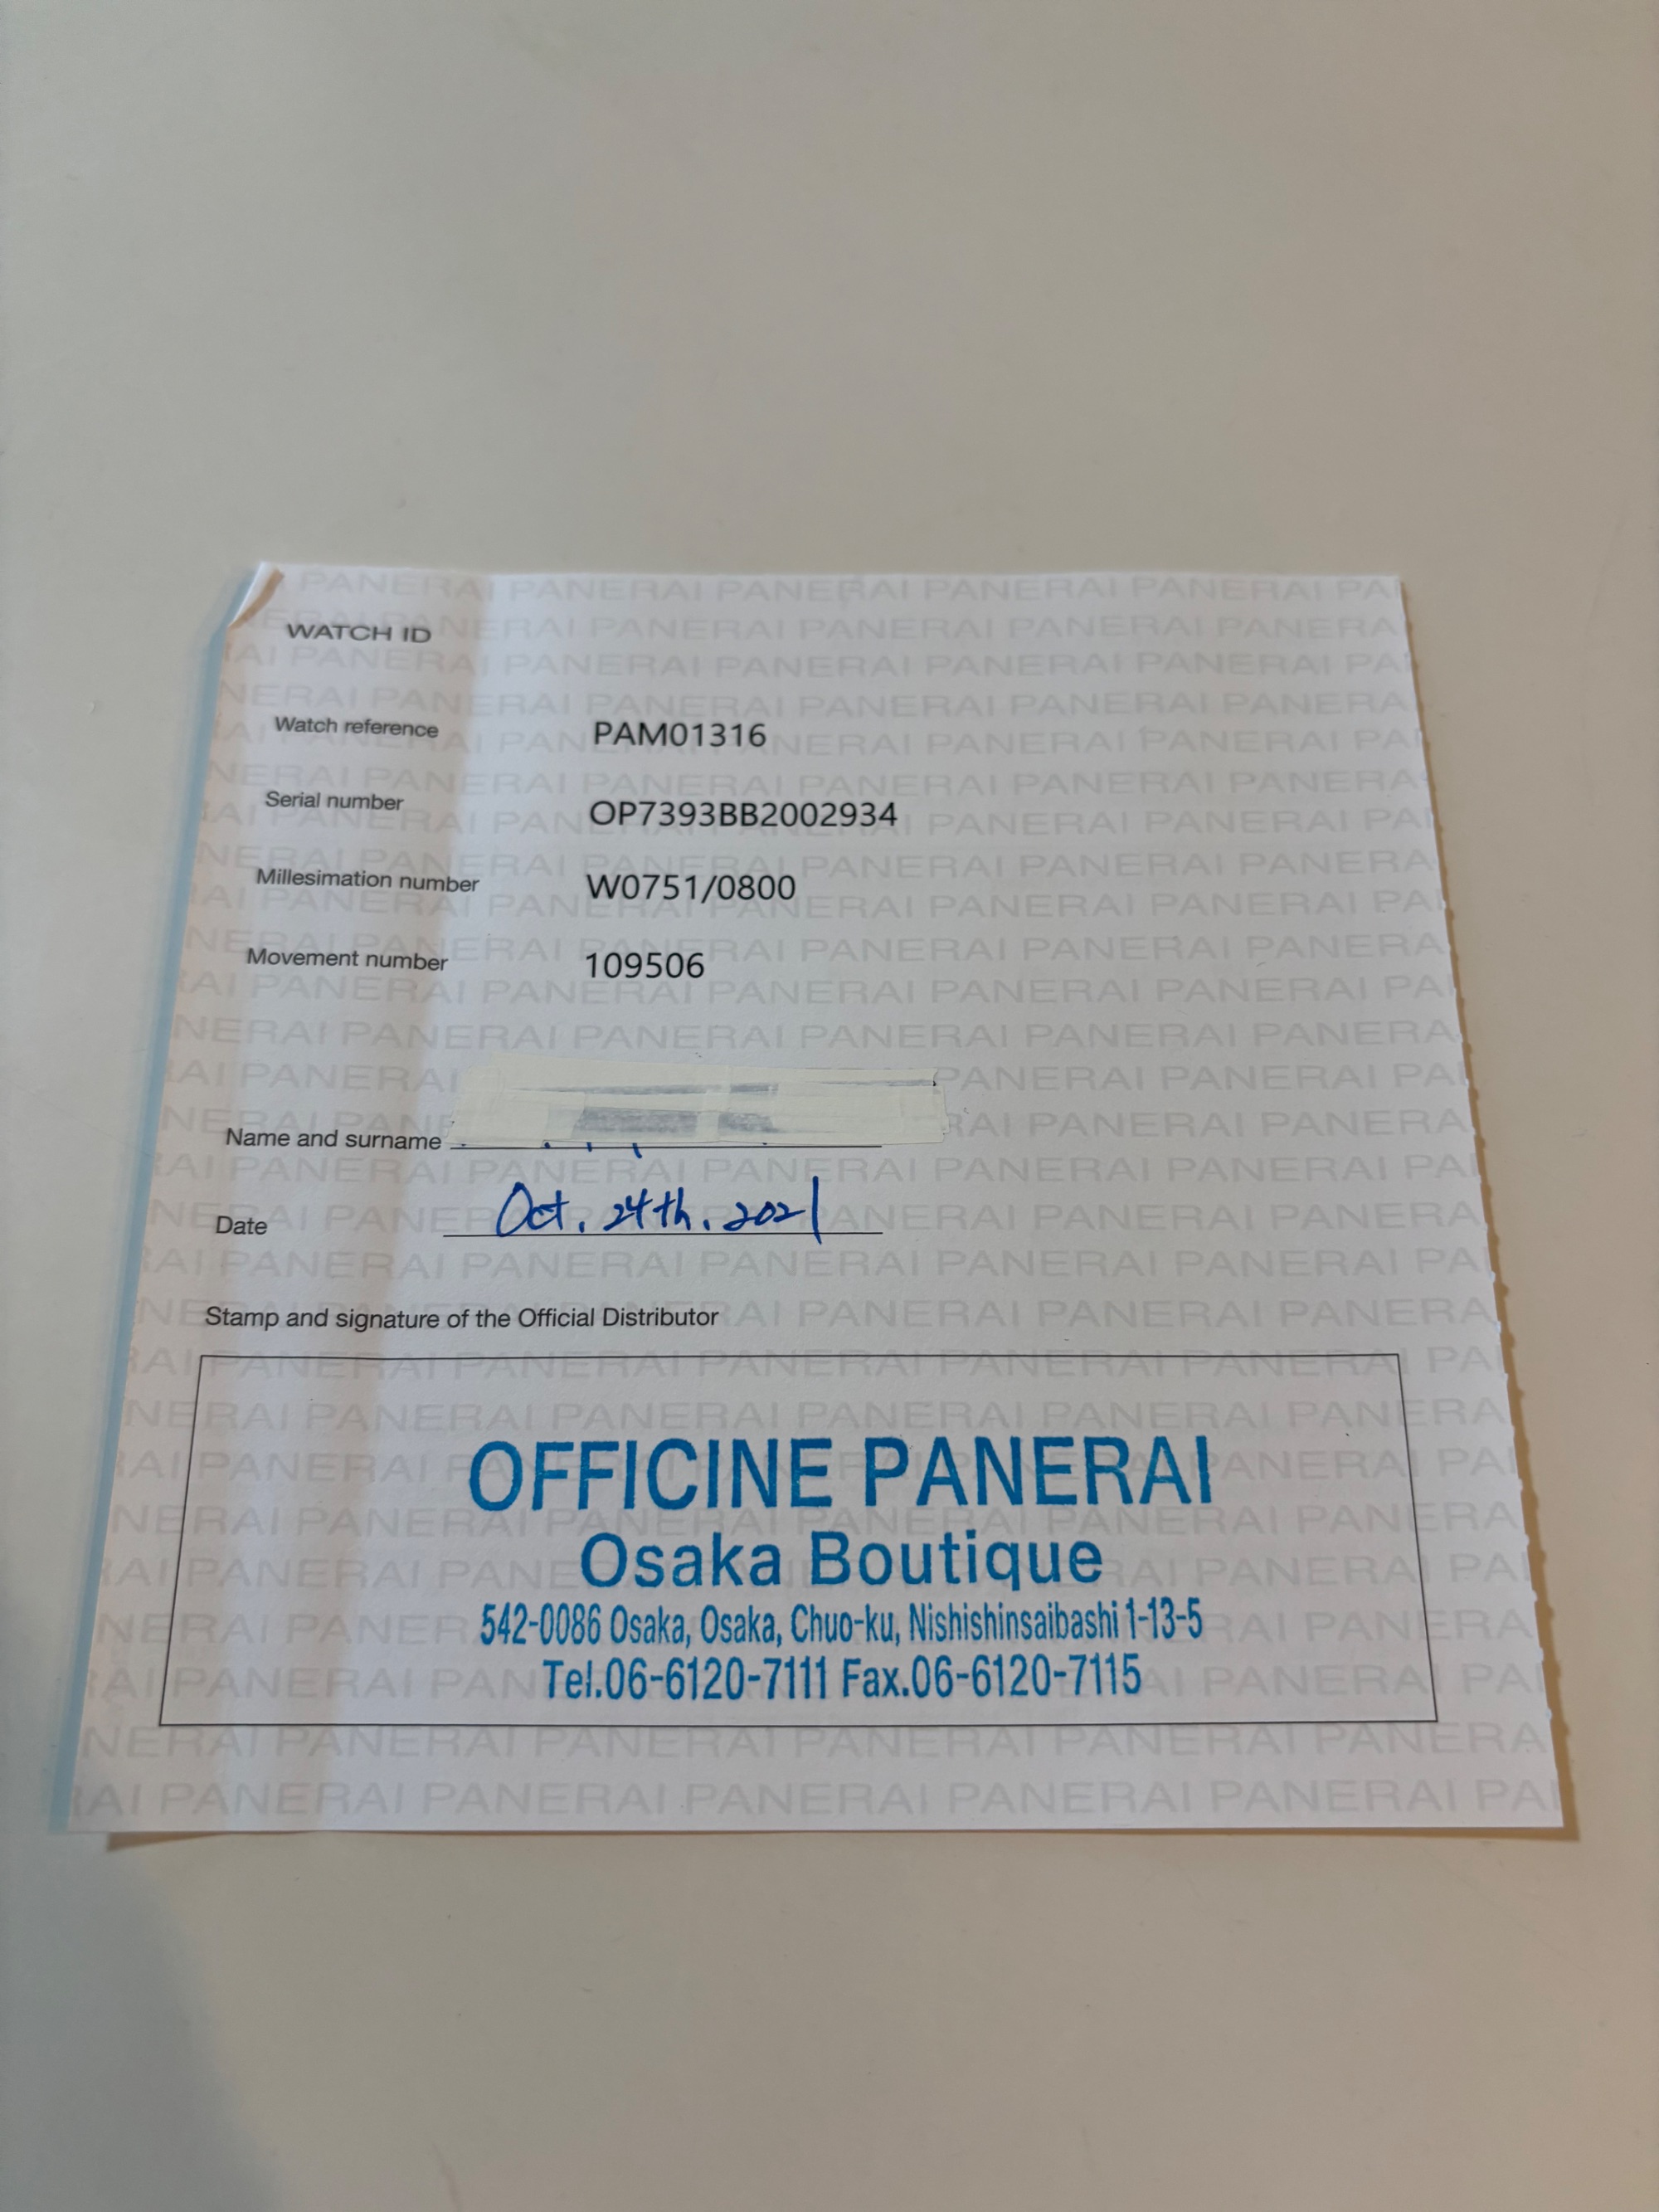 WATCH ID
Watch reference PAM01316
Serial number OP7393BB2002934
Millesimation number W0751/0800
Movement number 109506
Name and surname
Date Oct. 24th. 2021
Stamp and signature of the Official Distributor
OFFICINE PANERAI
Osaka Boutique
542-0086 Osaka, Osaka, Chuo-ku, Nishishinsaibashi 1-13-5
Tel.06-6120-7111 Fax.06-6120-7115